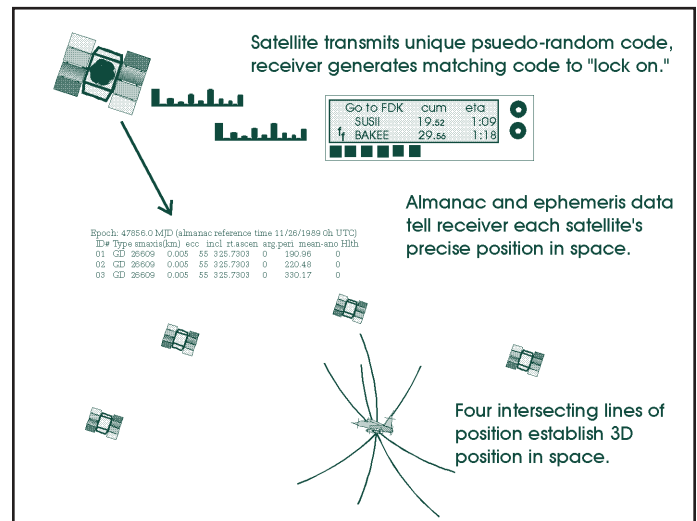 Satellite transmits unique psuedo-random code,
receiver generates matching code to "lock on."
Go to FDK cum eta
SUSII 19.52 1:09
BAKEE 29.56 1:18
Almanac and ephemeris data
tell receiver each satellite's
precise position in space.
Epoch: 47856.0 MJD (almanac reference time 11/26/1989 0h UTC)
ID# Type smaxis(km) ecc incl rt.ascen arg.peri mean-ano Hlth
01 GD 26609 0.005 55 325.7303 0 190.96 0
02 GD 26609 0.005 55 325.7303 0 220.48 0
03 GD 26609 0.005 55 325.7303 0 330.17 0
Four intersecting lines of
position establish 3D
position in space.